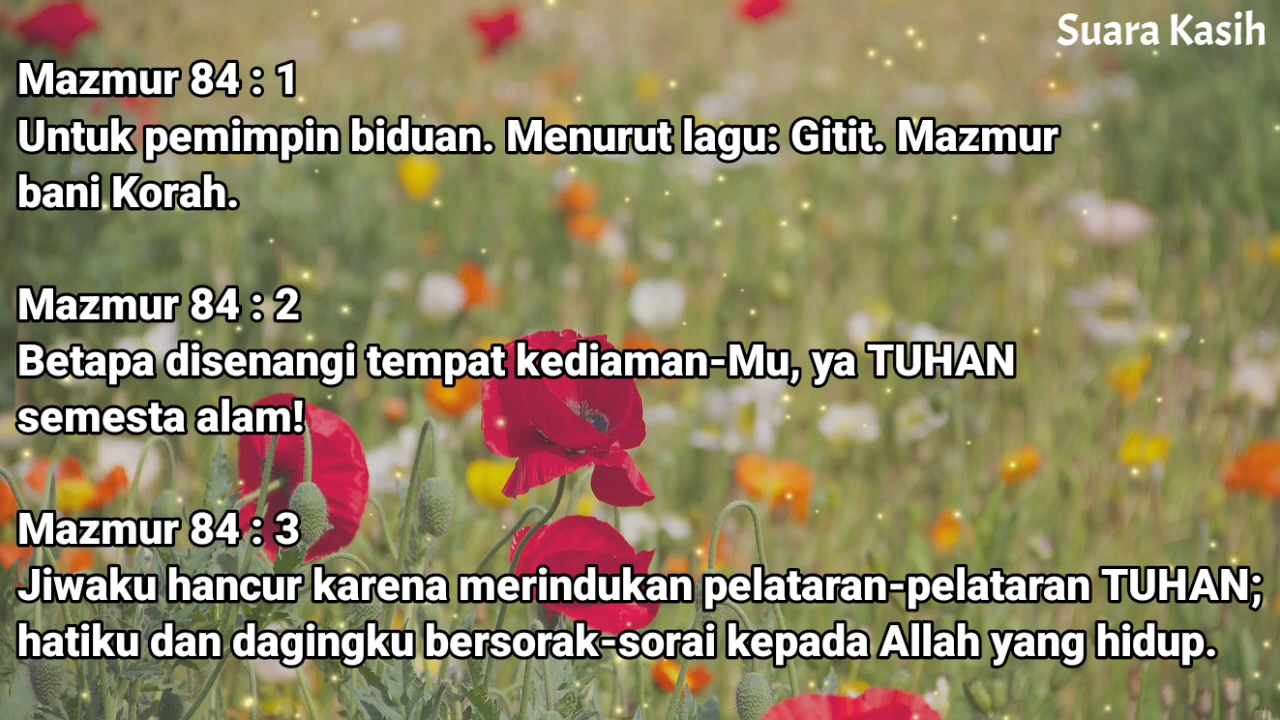 Suara Kasih
Mazmur 84 : 1
Untuk pemimpin biduan. Menurut lagu: Gitit. Mazmur
bani Korah.
Mazmur 84 : 2
Betapa disenangi tempat kediaman-Mu, ya TUHAN
semesta alam!
Mazmur 84 : 3
Jiwaku hancur karena merindukan pelataran-pelataran TUHAN;
hatiku dan dagingku bersorak-sorai kepada Allah yang hidup.